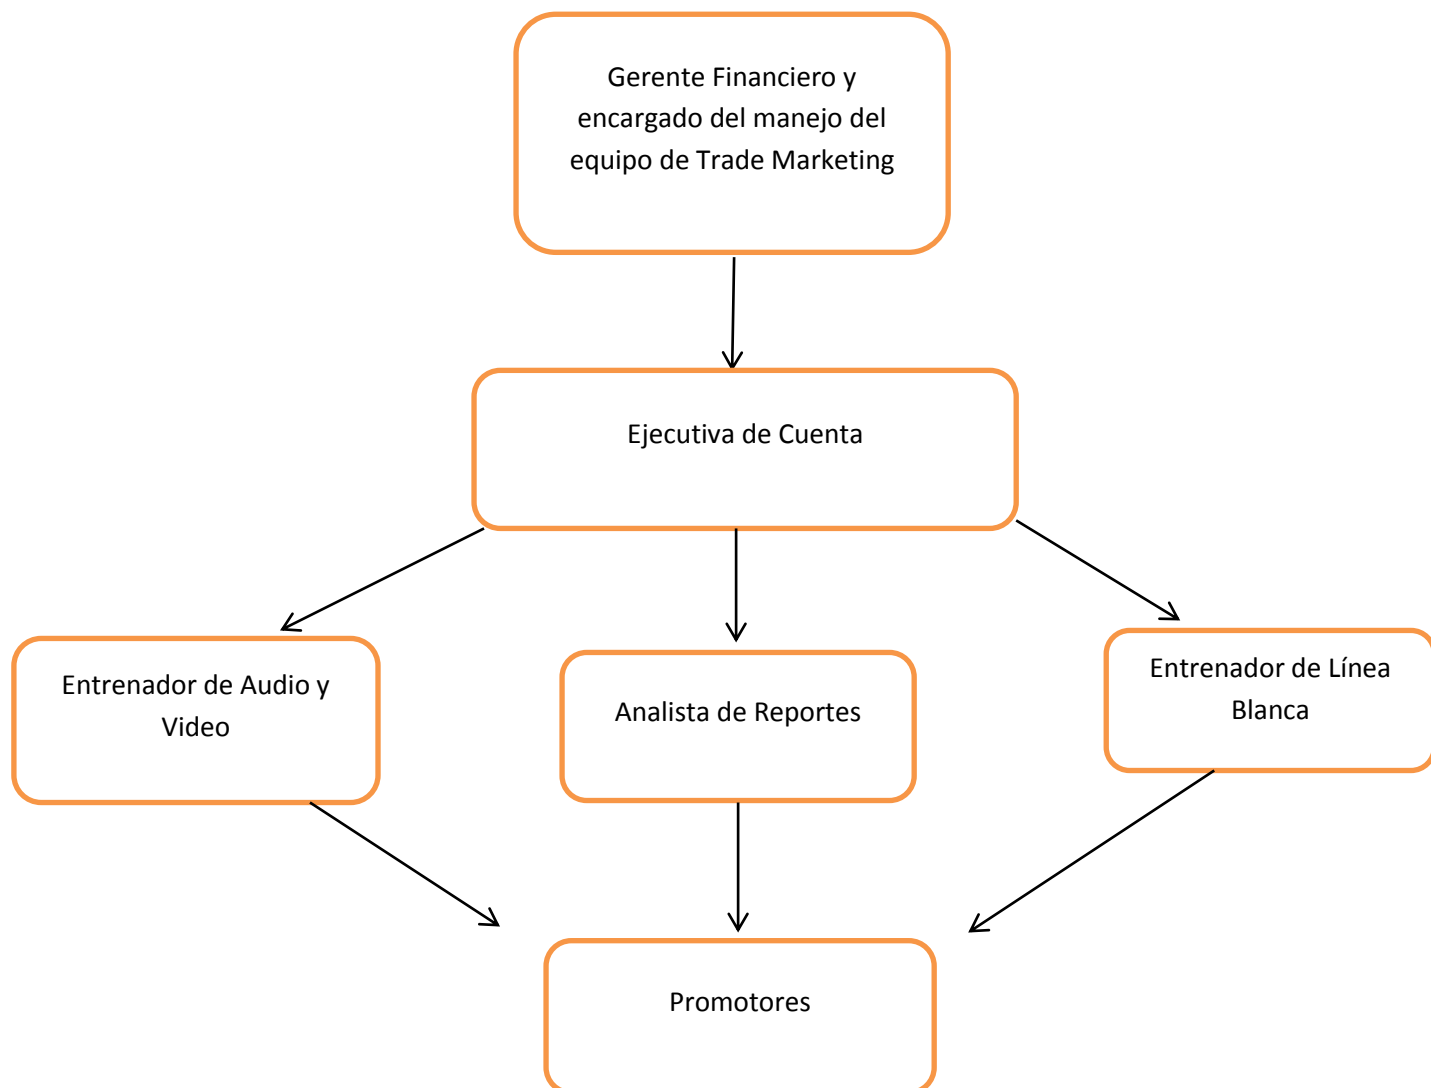 Gerente Financiero y
encargado del manejo del
equipo de Trade Marketing
Ejecutiva de Cuenta
Entrenador de Audio y
Video
Analista de Reportes
Entrenador de Línea
Blanca
Promotores